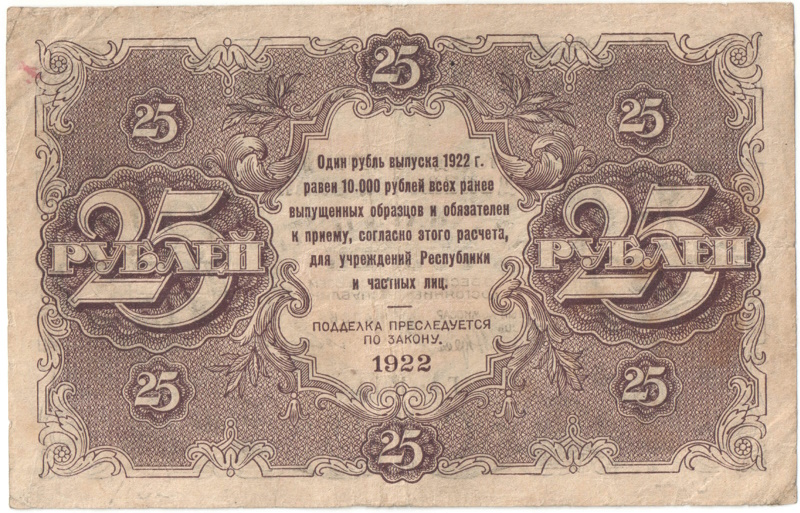 25
25
25
Один рубль выпуска 1922 г.
равен 10.000 рублей всех ранее
выпущенных образцов и обязателен
к приему, согласно этого расчета,
для учреждений Республики
и частных лиц.
25
РУБЛЕЙ
25
РУБЛЕЙ
ПОДДЕЛКА ПРЕСЛЕДУЕТСЯ
ПО ЗАКОНУ.
1922
25
25
25